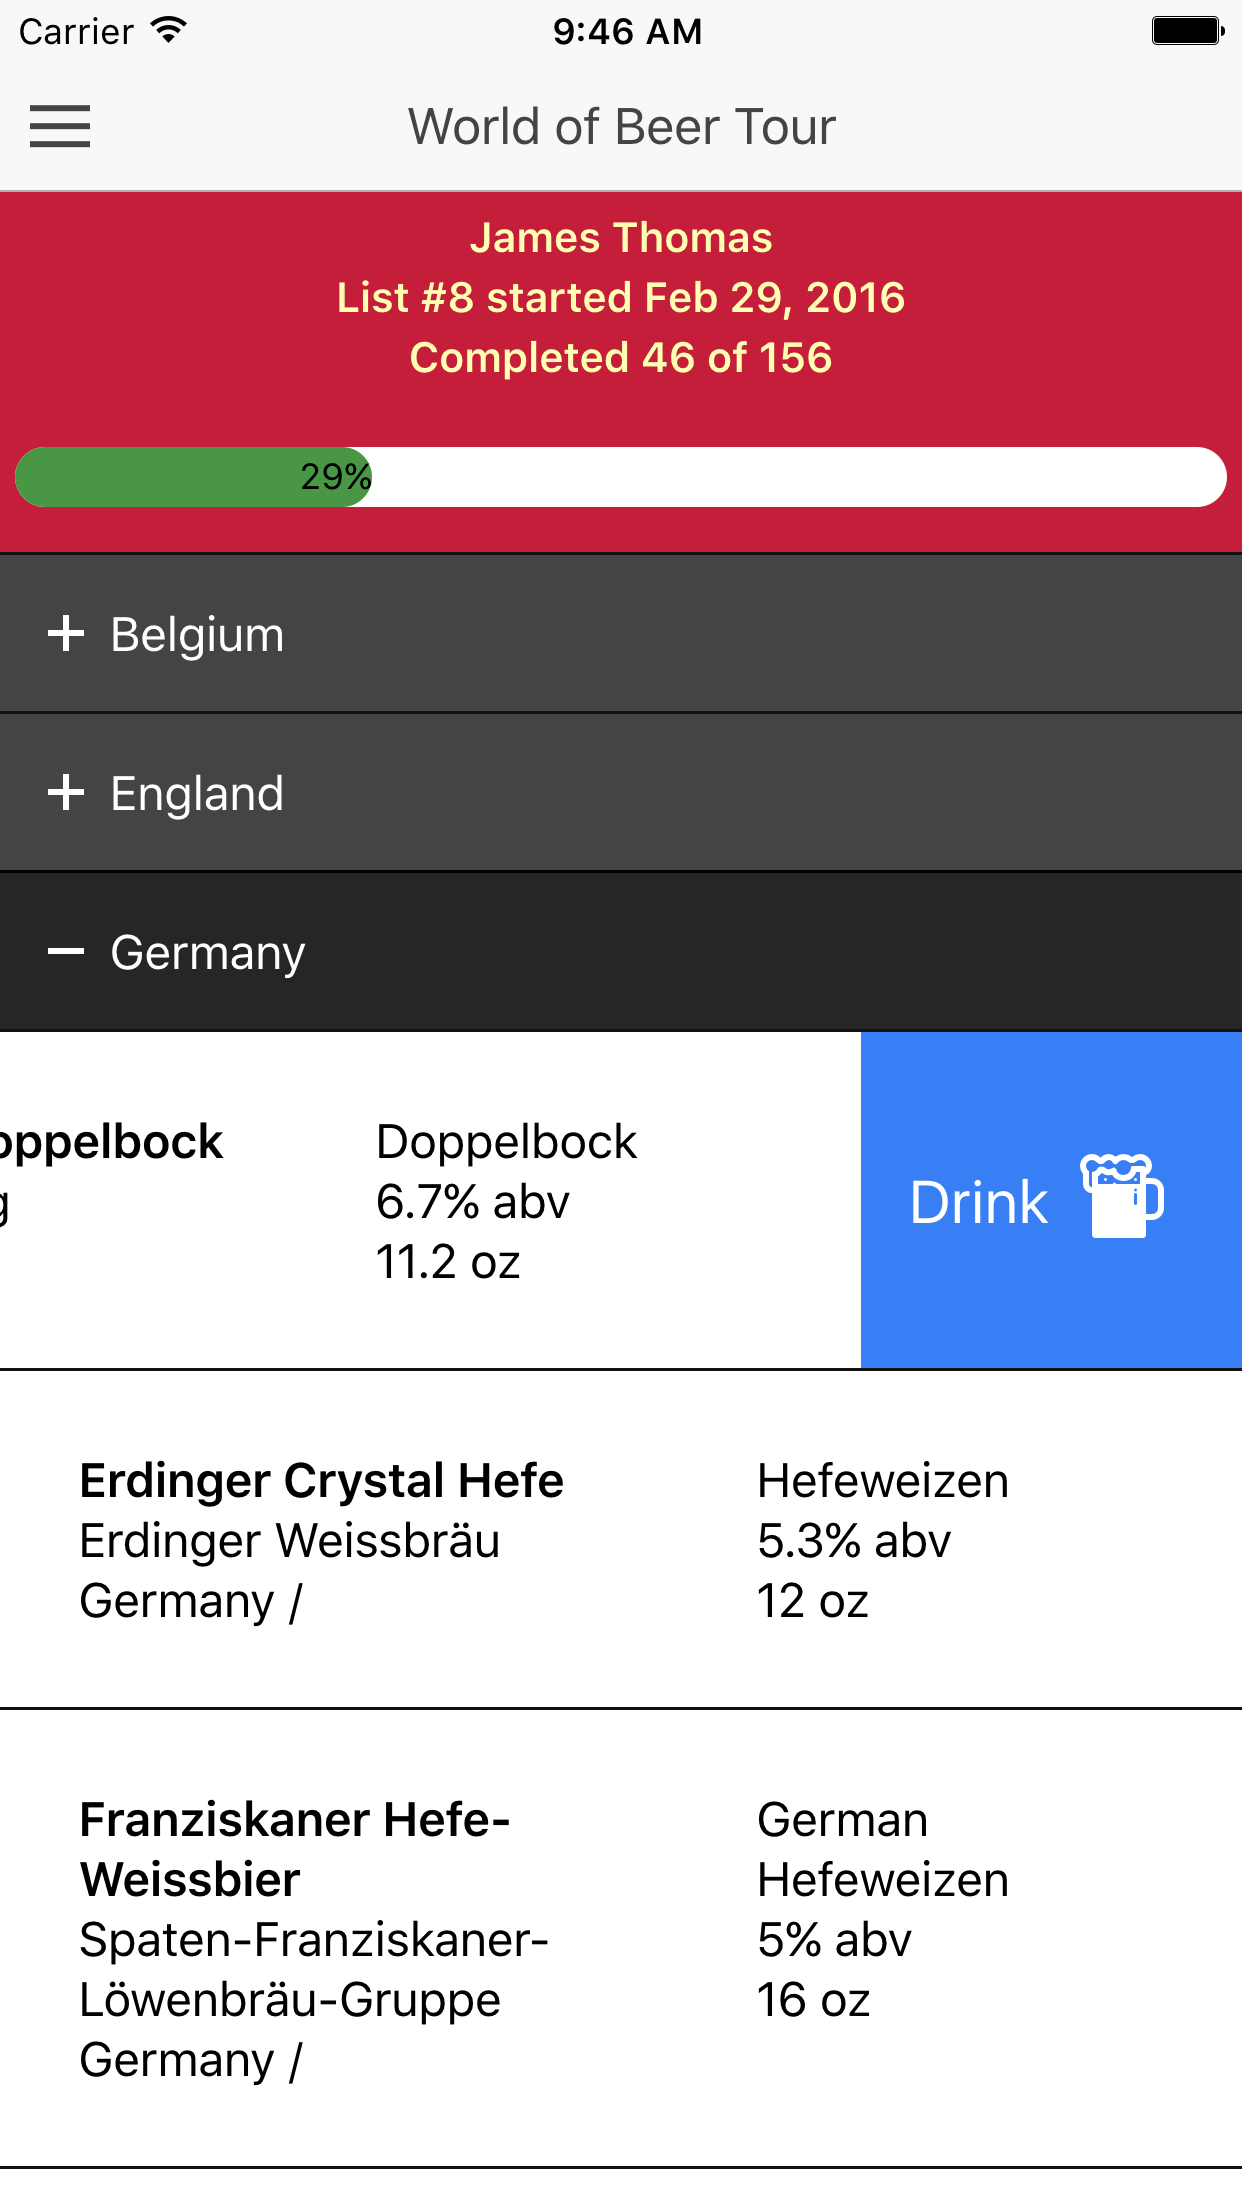 Carrier 9:46 AM
World of Beer Tour
James Thomas
List #8 started Feb 29, 2016
Completed 46 of 156
29%
+ Belgium
+ England
− Germany
oppelbock
g
Doppelbock
6.7% abv
11.2 oz
Drink
Erdinger Crystal Hefe
Erdinger Weissbräu
Germany /
Hefeweizen
5.3% abv
12 oz
Franziskaner Hefe-
Weissbier
Spaten-Franziskaner-
Löwenbräu-Gruppe
Germany /
German
Hefeweizen
5% abv
16 oz